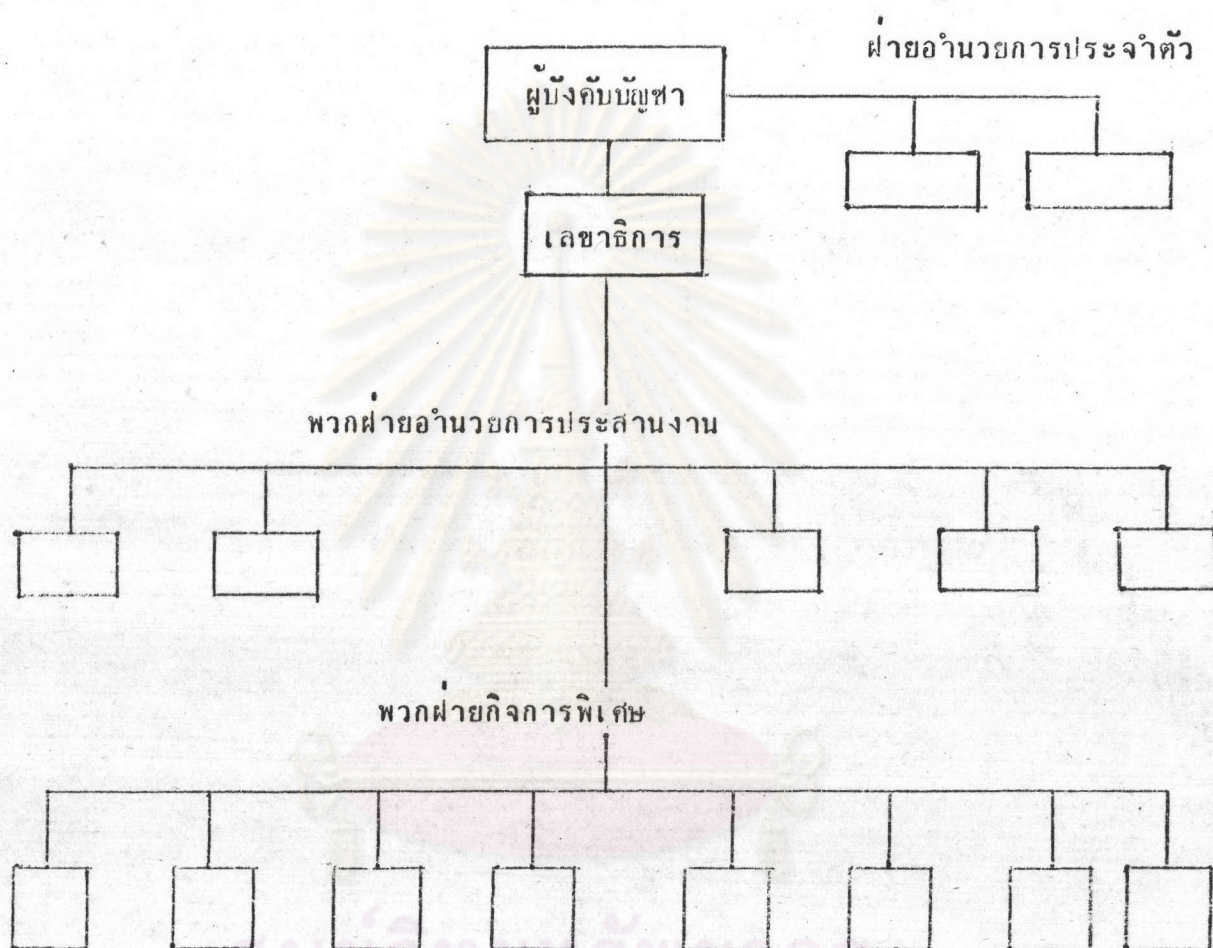 ฝ่ายอำนวยการประจำตัว
ผู้บังคับบัญชา
เลขาธิการ
พวกฝ่ายอำนวยการประสานงาน
พวกฝ่ายกิจการพิเศษ